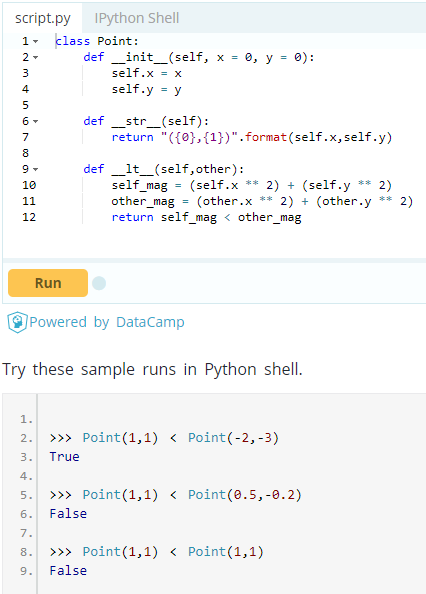 script.py IPython Shell
1 class Point:
2 def __init__(self, x = 0, y = 0):
3 self.x = x
4 self.y = y
5
6 def __str__(self):
7 return "({0},{1})".format(self.x,self.y)
8
9 def __lt__(self,other):
10 self_mag = (self.x ** 2) + (self.y ** 2)
11 other_mag = (other.x ** 2) + (other.y ** 2)
12 return self_mag < other_mag
Run
Powered by DataCamp
Try these sample runs in Python shell.
1.
2. >>> Point(1,1) < Point(-2,-3)
3. True
4.
5. >>> Point(1,1) < Point(0.5,-0.2)
6. False
7.
8. >>> Point(1,1) < Point(1,1)
9. False